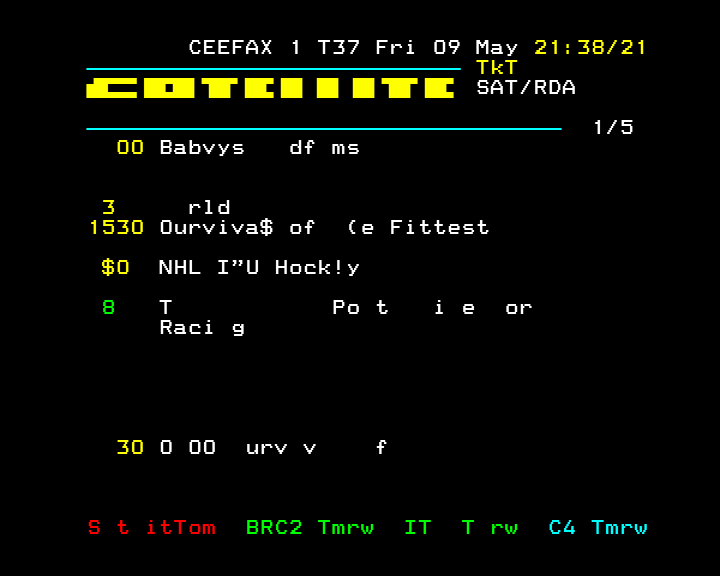 CEEFAX 1 T37 Fri 09 May 21:38/21
TkT
SAT/RDA
1/5
00 Babvys df ms
3 rld
1530 Ourviva$ of (e Fittest
$0 NHL I”U Hock!y
8 T Po t i e or
Raci g
30 0 00 urv v f
S t itTom BRC2 Tmrw IT T rw C4 Tmrw